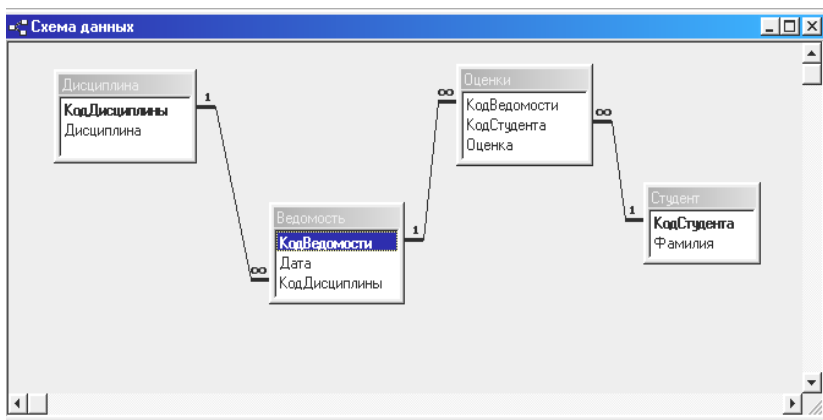 Схема данных
Дисциплина
КодДисциплины
Дисциплина
1
∞
Ведомость
КодВедомости
Дата
КодДисциплины
1
∞
Оценки
КодВедомости
КодСтудента
Оценка
∞
1
Студент
КодСтудента
Фамилия